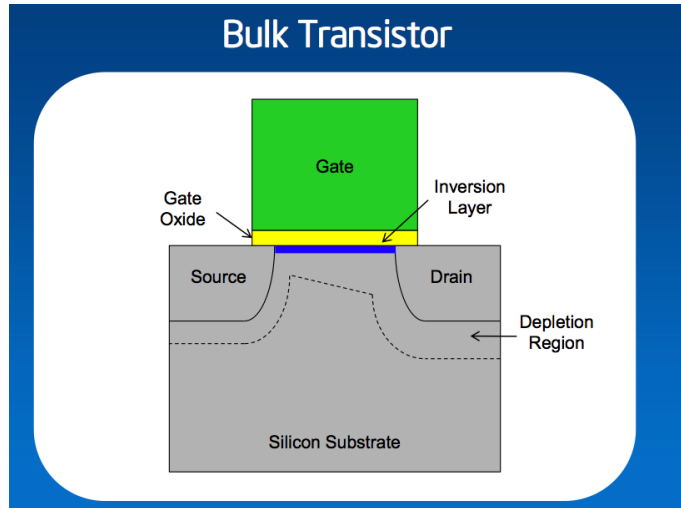 Bulk Transistor
Gate
Gate
Oxide
Inversion
Layer
Source
Drain
Depletion
Region
Silicon Substrate